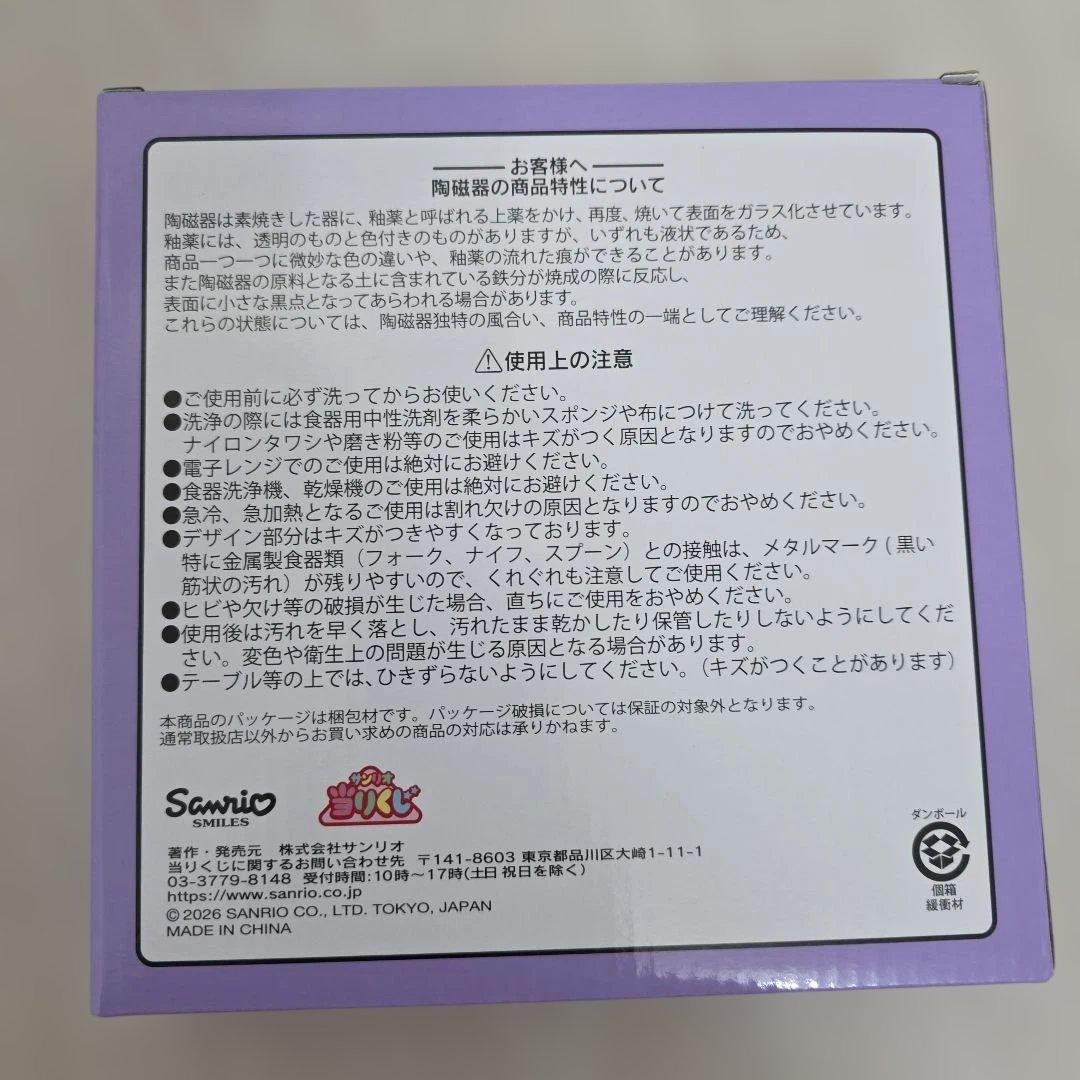 お客様へ
陶磁器の商品特性について
陶磁器は素焼きした器に、釉薬と呼ばれる上薬をかけ、再度、焼いて表面をガラス化させています。
釉薬には、透明のものと色付きのものがありますが、いずれも液状であるため、
商品一つ一つに微妙な色の違いや、釉薬の流れた痕ができることがあります。
また陶磁器の原料となる土に含まれている鉄分が焼成の際に反応し、
表面に小さな黒点となってあらわれる場合があります。
これらの状態については、陶磁器独特の風合い、商品特性の一端としてご理解ください。
⚠使用上の注意
●ご使用前に必ず洗ってからお使いください。
●洗浄の際には食器用中性洗剤を柔らかいスポンジや布につけて洗ってください。
ナイロンタワシや磨き粉等のご使用はキズがつく原因となりますのでおやめください。
●電子レンジでのご使用は絶対にお避けください。
●食器洗浄機、乾燥機のご使用は絶対にお避けください。
●急冷、急加熱となるご使用は割れ欠けの原因となりますのでおやめください。
●デザイン部分はキズがつきやすくなっております。
特に金属製食器類（フォーク、ナイフ、スプーン）との接触は、メタルマーク(黒い
筋状の汚れ）が残りやすいので、くれぐれも注意してご使用ください。
●ヒビや欠け等の破損が生じた場合、直ちにご使用をおやめください。
●使用後は汚れを早く落とし、汚れたまま乾かしたり保管したりしないようにしてくだ
さい。変色や衛生上の問題が生じる原因となる場合があります。
●テーブル等の上では、ひきずらないようにしてください。（キズがつくことがあります）
本商品のパッケージは梱包材です。パッケージ破損については保証の対象外となります。
通常取扱店以外からお買い求めの商品の対応は承りかねます。
Sanrio
SMILES
サンリオ
当りくじ
著作・発売元 株式会社サンリオ
当りくじに関するお問い合わせ先 〒141-8603 東京都品川区大崎1-11-1
03-3779-8148 受付時間:10時～17時(土日祝日を除く)
https://www.sanrio.co.jp
© 2026 SANRIO CO., LTD. TOKYO, JAPAN
MADE IN CHINA
ダンボール
個箱
緩衝材